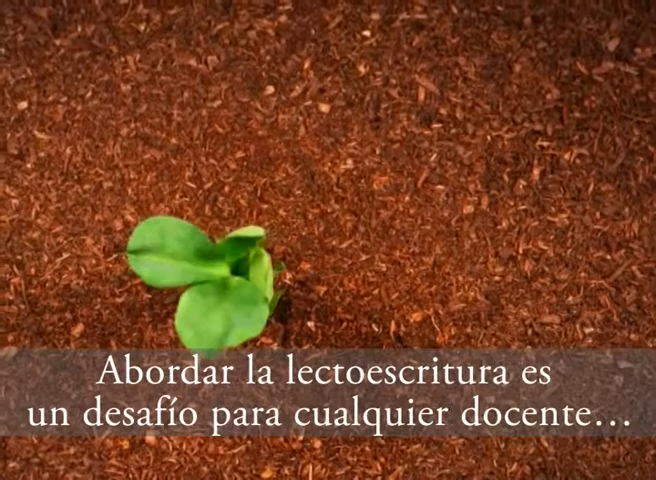 Abordar la lectoescritura es
un desafío para cualquier docente…